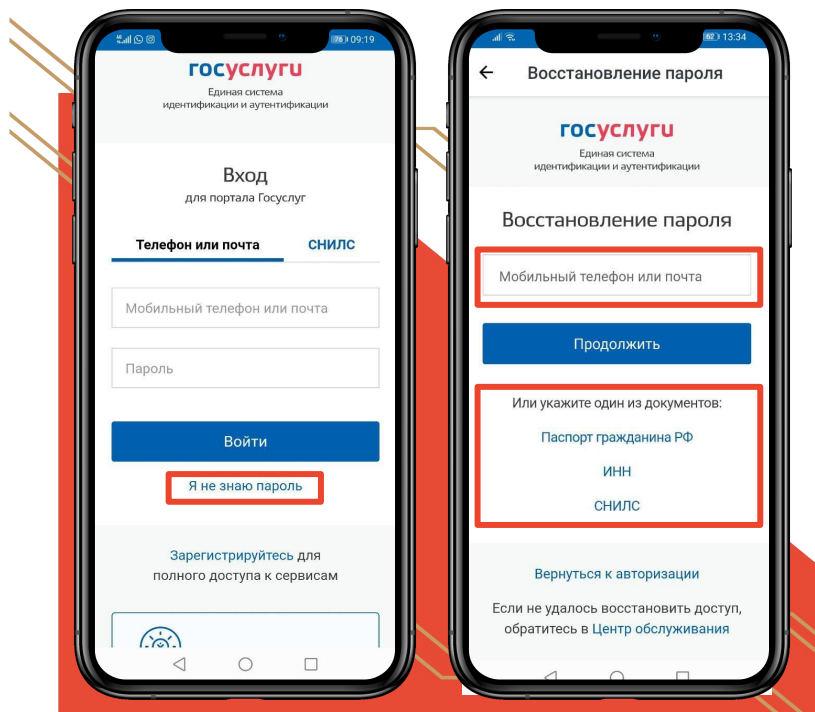 76 09:19
госуслуги
Единая система
идентификации и аутентификации
Вход
для портала Госуслуг
Телефон или почта СНИЛС
Мобильный телефон или почта
Пароль
Войти
Я не знаю пароль
Зарегистрируйтесь для
полного доступа к сервисам
62 13:34
Восстановление пароля
госуслуги
Единая система
идентификации и аутентификации
Восстановление пароля
Мобильный телефон или почта
Продолжить
Или укажите один из документов:
Паспорт гражданина РФ
ИНН
СНИЛС
Вернуться к авторизации
Если не удалось восстановить доступ,
обратитесь в Центр обслуживания